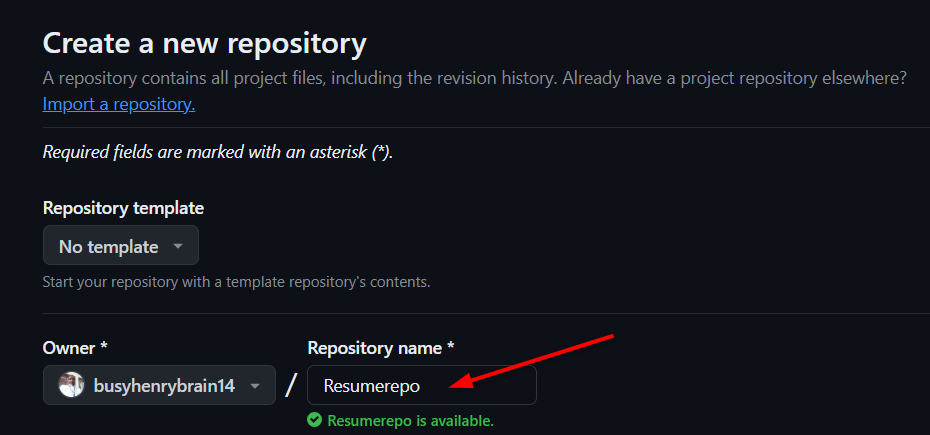 Create a new repository
A repository contains all project files, including the revision history. Already have a project repository elsewhere?
Import a repository.
Required fields are marked with an asterisk (*).
Repository template
No template
Start your repository with a template repository's contents.
Owner *
Repository name *
busyhenrybrain14
/
Resumerepo
Resumerepo is available.